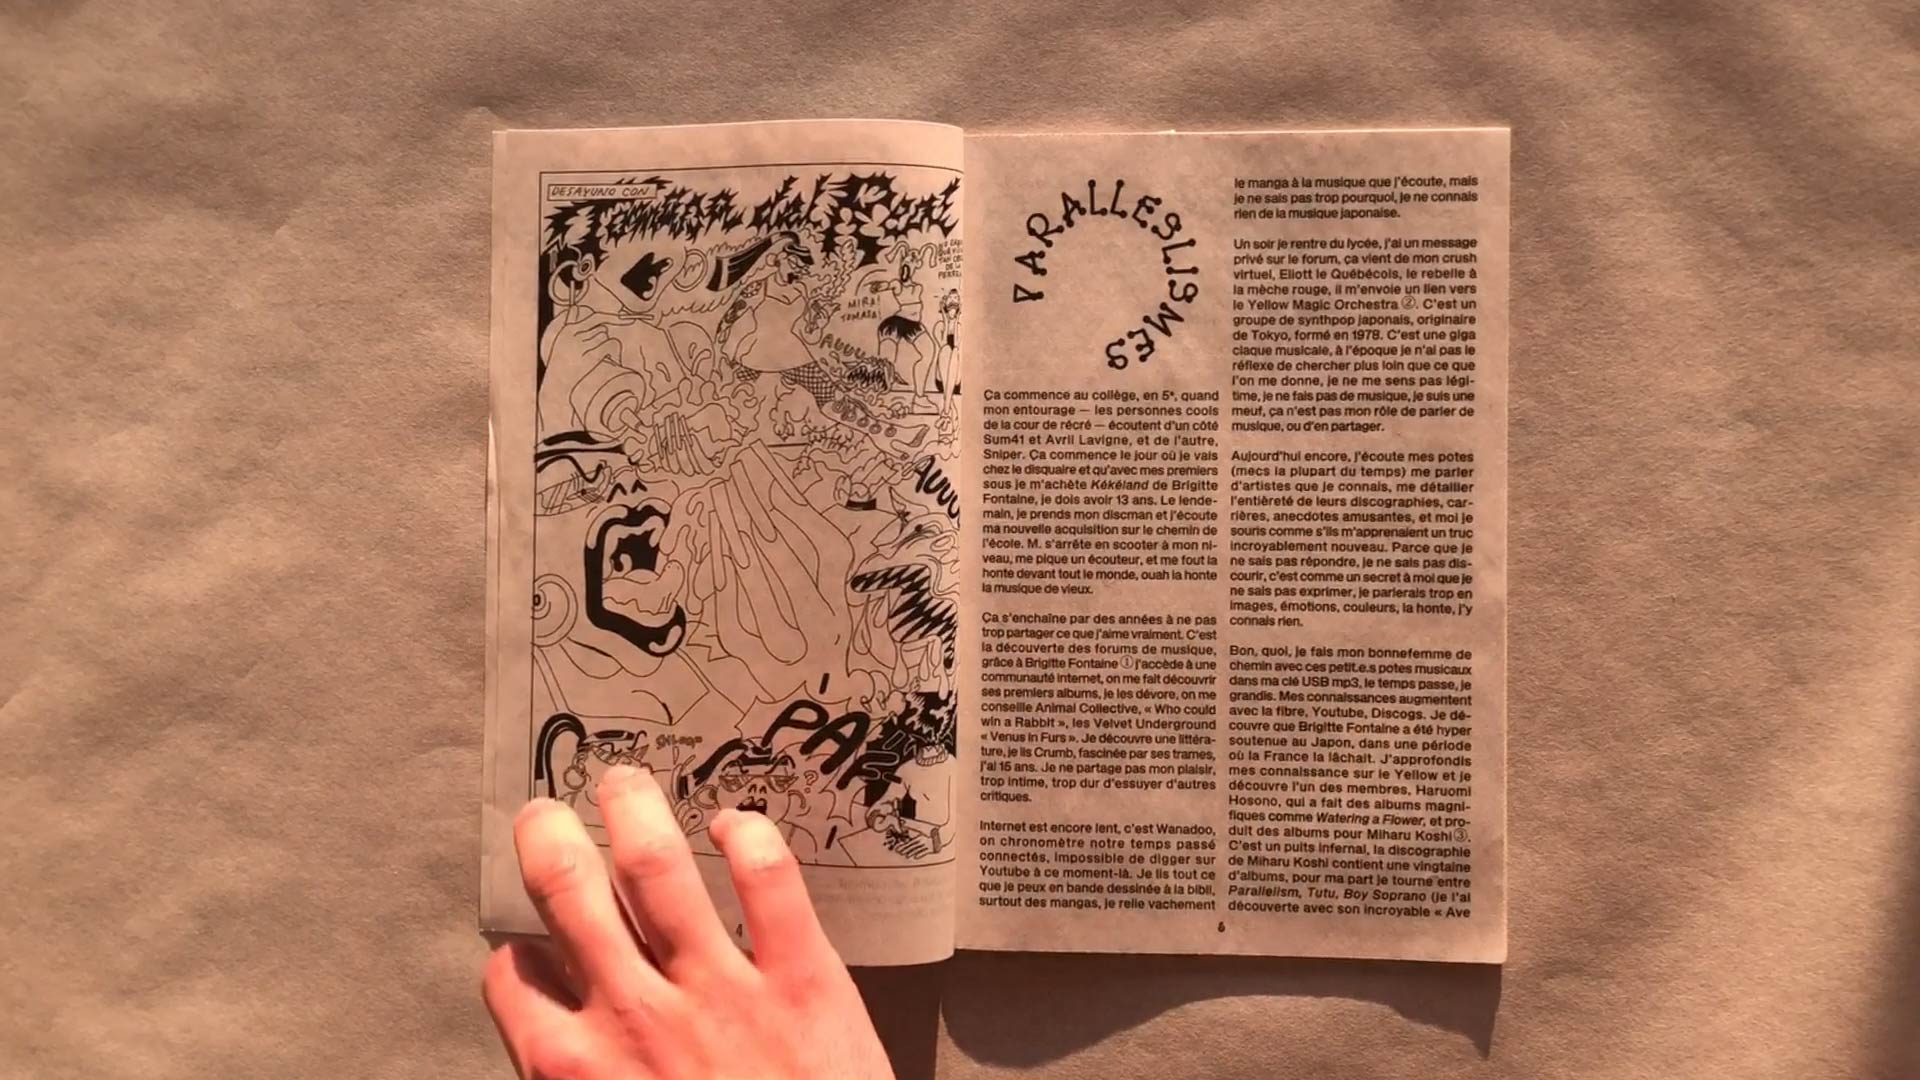 DESAYUNO CON
MIRA!
TOMASA!
AUUU
AUUU
PAM
4
PARALLESLISMES
Ça commence au collège, en 5e, quand
mon entourage — les personnes cools
de la cour de récré — écoutent d'un côté
Sum41 et Avril Lavigne, et de l'autre,
Sniper. Ça commence le jour où je vais
chez le disquaire et qu'avec mes premiers
sous je m'achète Kékéland de Brigitte
Fontaine, je dois avoir 13 ans. Le lende-
main, je prends mon discman et j'écoute
ma nouvelle acquisition sur le chemin de
l'école. M. s'arrête en scooter à mon ni-
veau, me pique un écouteur, et me fout la
honte devant tout le monde, ouah la honte
la musique de vieux.
Ça s'enchaîne par des années à ne pas
trop partager ce que j'aime vraiment. C'est
la découverte des forums de musique,
grâce à Brigitte Fontaine ① j'accède à une
communauté internet, on me fait découvrir
ses premiers albums, je les dévore, on me
conseille Animal Collective, « Who could
win a Rabbit », les Velvet Underground
« Venus in Furs ». Je découvre une littéra-
ture, je lis Crumb, fascinée par ses trames,
j'ai 16 ans. Je ne partage pas mon plaisir,
trop intime, trop dur d'essuyer d'autres
critiques.
Internet est encore lent, c'est Wanadoo,
on chronomètre notre temps passé
connectés, impossible de digger sur
Youtube à ce moment-là. Je lis tout ce
que je peux en bande dessinée à la bibli,
surtout des mangas, je relie vachement
le manga à la musique que j'écoute, mais
je ne sais pas trop pourquoi, je ne connais
rien de la musique japonaise.
Un soir je rentre du lycée, j'ai un message
privé sur le forum, ça vient de mon crush
virtuel, Eliott le Québécois, le rebelle à
la mèche rouge, il m'envoie un lien vers
le Yellow Magic Orchestra ②. C'est un
groupe de synthpop japonais, originaire
de Tokyo, formé en 1978. C'est une giga
claque musicale, à l'époque je n'ai pas le
réflexe de chercher plus loin que ce que
l'on me donne, je ne me sens pas légi-
time, je ne fais pas de musique, je suis une
meuf, ça n'est pas mon rôle de parler de
musique, ou d'en partager.
Aujourd'hui encore, j'écoute mes potes
(mecs la plupart du temps) me parler
d'artistes que je connais, me détailler
l'entièreté de leurs discographies, car-
rières, anecdotes amusantes, et moi je
souris comme s'ils m'apprenaient un truc
incroyablement nouveau. Parce que je
ne sais pas répondre, je ne sais pas dis-
courir, c'est comme un secret à moi que je
ne sais pas exprimer, je parlerais trop en
images, émotions, couleurs, la honte, j'y
connais rien.
Bon, quoi, je fais mon bonnefemme de
chemin avec ces petit.e.s potes musicaux
dans ma clé USB mp3, le temps passe, je
grandis. Mes connaissances augmentent
avec la fibre, Youtube, Discogs. Je dé-
couvre que Brigitte Fontaine a été hyper
soutenue au Japon, dans une période
où la France la lâchait. J'approfondis
mes connaissance sur le Yellow et je
découvre l'un des membres, Haruomi
Hosono, qui a fait des albums magni-
fiques comme Watering a Flower, et pro-
duit des albums pour Miharu Koshi ③.
C'est un puits infernal, la discographie
de Miharu Koshi contient une vingtaine
d'albums, pour ma part je tourne entre
Parallelism, Tutu, Boy Soprano (je l'ai
découverte avec son incroyable « Ave